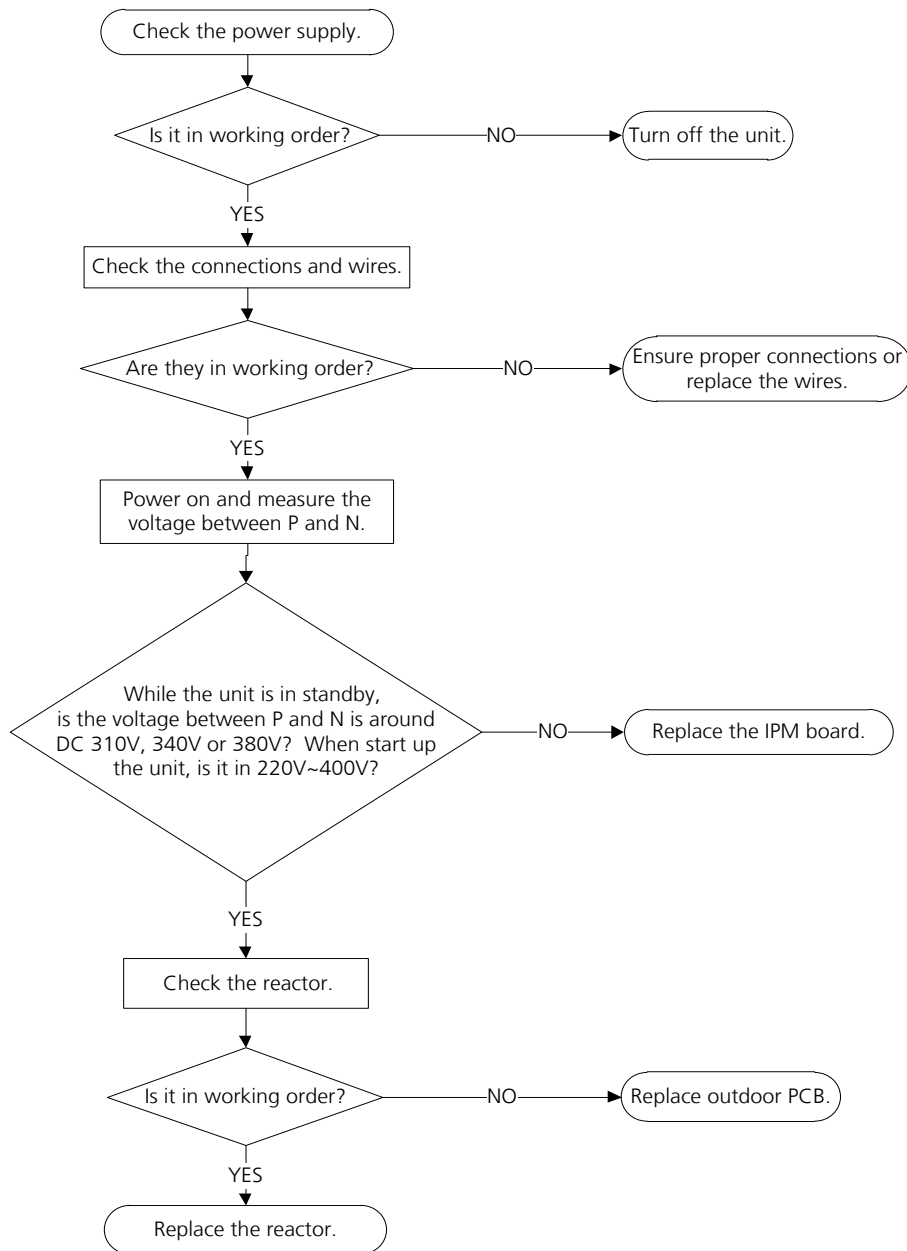 Check the power supply.
Is it in working order?
NO
Turn off the unit.
YES
Check the connections and wires.
Are they in working order?
NO
Ensure proper connections or
replace the wires.
YES
Power on and measure the
voltage between P and N.
While the unit is in standby,
is the voltage between P and N is around
DC 310V, 340V or 380V? When start up
the unit, is it in 220V~400V?
NO
Replace the IPM board.
YES
Check the reactor.
Is it in working order?
NO
Replace outdoor PCB.
YES
Replace the reactor.